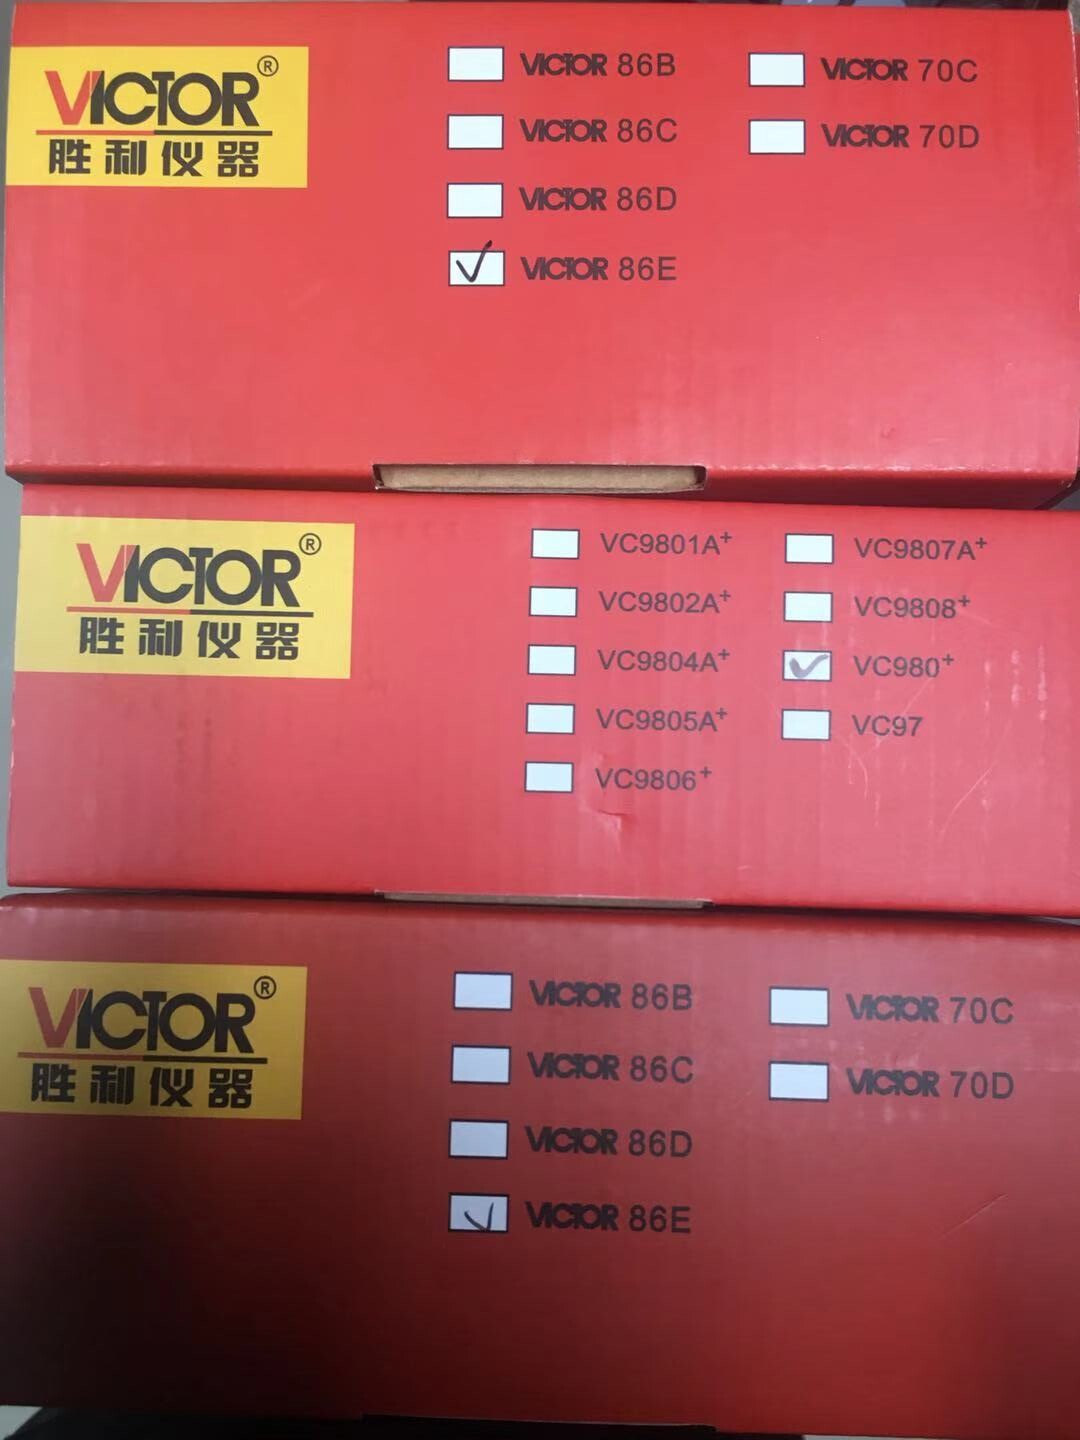 VICTOR®
胜利仪器
VICTOR 86B
VICTOR 86C
VICTOR 86D
✓ VICTOR 86E
VICTOR 70C
VICTOR 70D
VICTOR®
胜利仪器
VC9801A⁺
VC9802A⁺
VC9804A⁺
VC9805A⁺
VC9806⁺
VC9807A⁺
VC9808⁺
✓ VC980⁺
VC97
VICTOR®
胜利仪器
VICTOR 86B
VICTOR 86C
VICTOR 86D
✓ VICTOR 86E
VICTOR 70C
VICTOR 70D